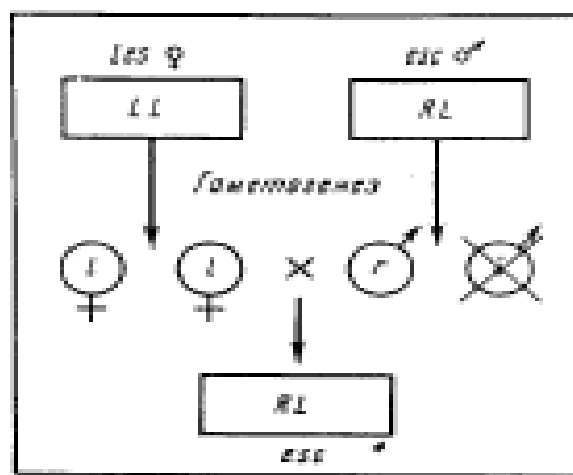 les ♀ esc ♂
LL RL
Гаметогенез
l l × r
RL
esc